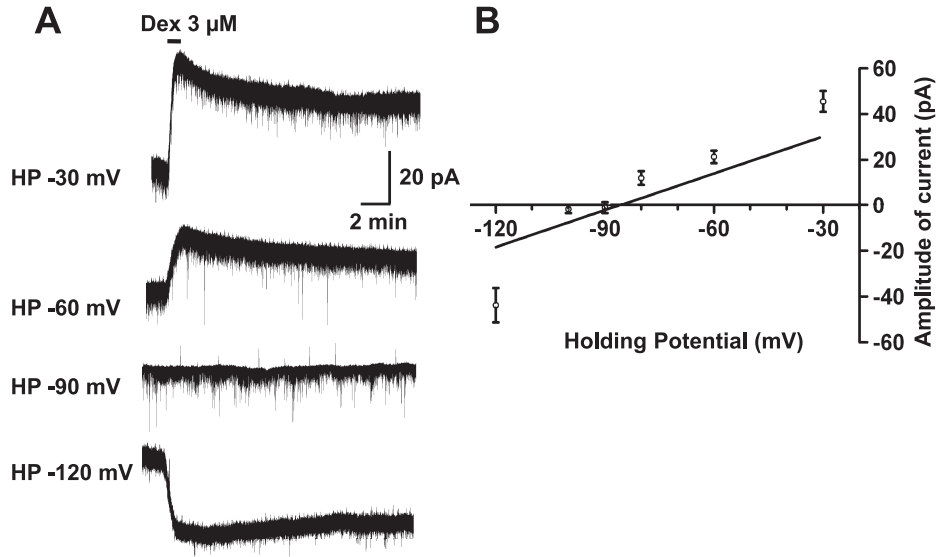 A
Dex 3 µM
HP -30 mV
20 pA
2 min
HP -60 mV
HP -90 mV
HP -120 mV
B
60
40
20
0
-20
-40
-60
-120
-90
-60
-30
Holding Potential (mV)
Amplitude of current (pA)